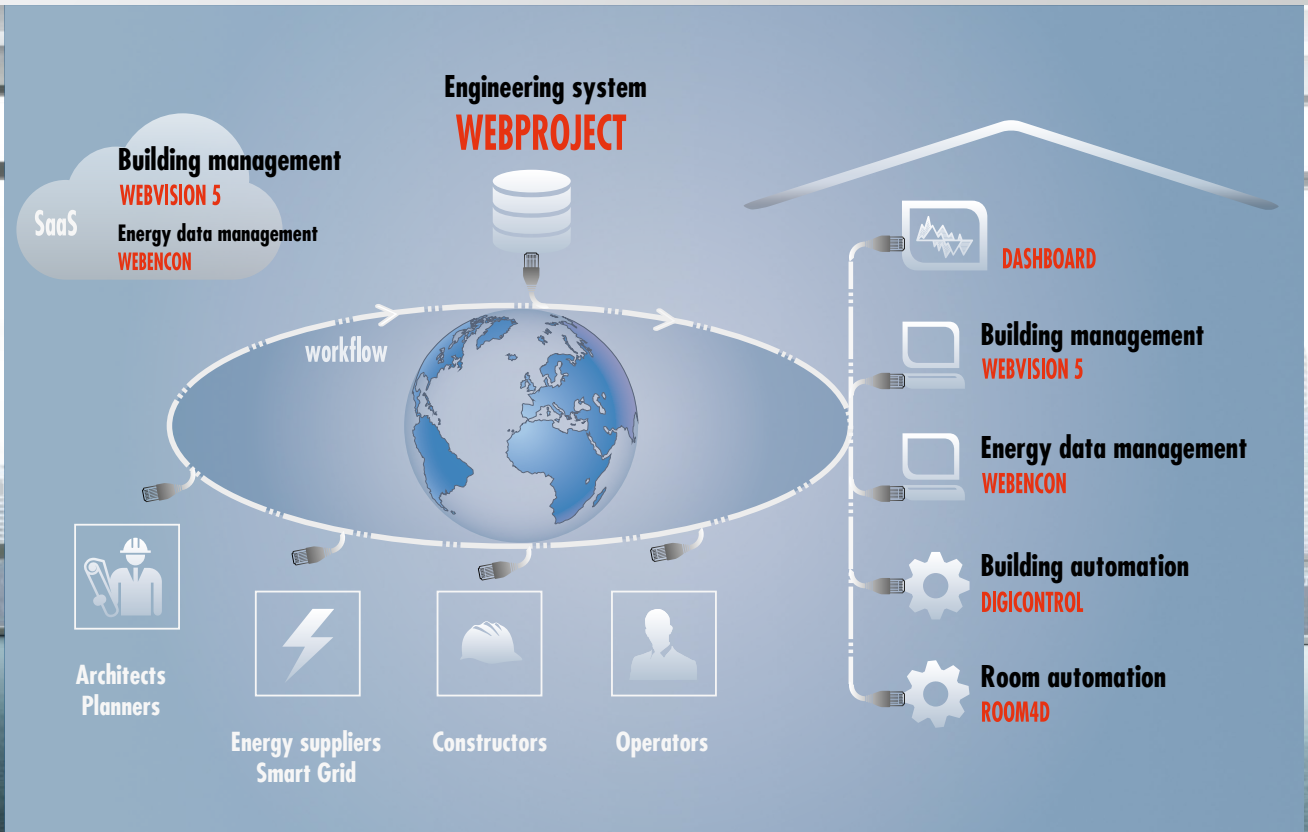 Engineering system
WEBPROJECT
SaaS
Building management
WEBVISION 5
Energy data management
WEBENCON
workflow
DASHBOARD
Building management
WEBVISION 5
Energy data management
WEBENCON
Building automation
DIGICONTROL
Room automation
ROOM4D
Architects
Planners
Energy suppliers
Smart Grid
Constructors
Operators